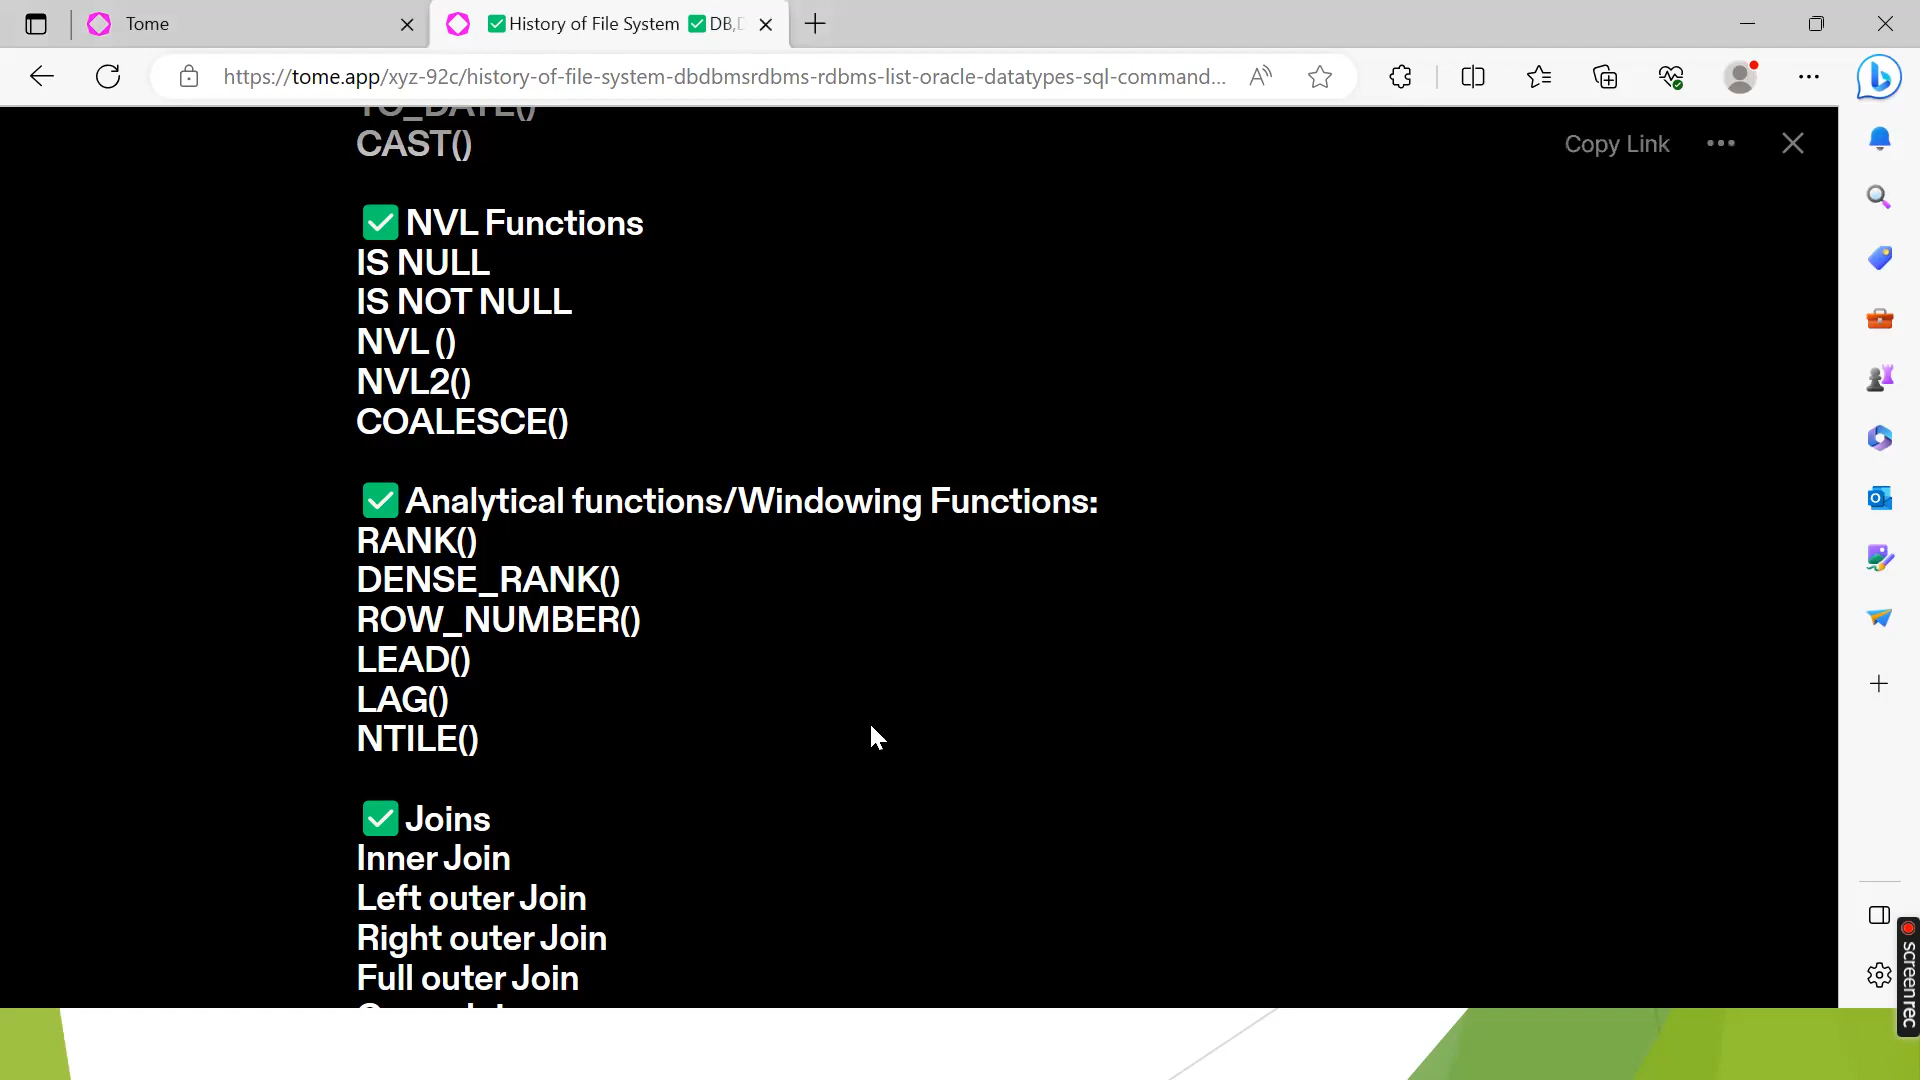 Tome
✅History of File System ✅DB,
https://tome.app/xyz-92c/history-of-file-system-dbdbmsrdbms-rdbms-list-oracle-datatypes-sql-command...
TO_DATE()
CAST()
Copy Link
✅ NVL Functions
IS NULL
IS NOT NULL
NVL ()
NVL2()
COALESCE()
✅ Analytical functions/Windowing Functions:
RANK()
DENSE_RANK()
ROW_NUMBER()
LEAD()
LAG()
NTILE()
✅ Joins
Inner Join
Left outer Join
Right outer Join
Full outer Join
screen rec